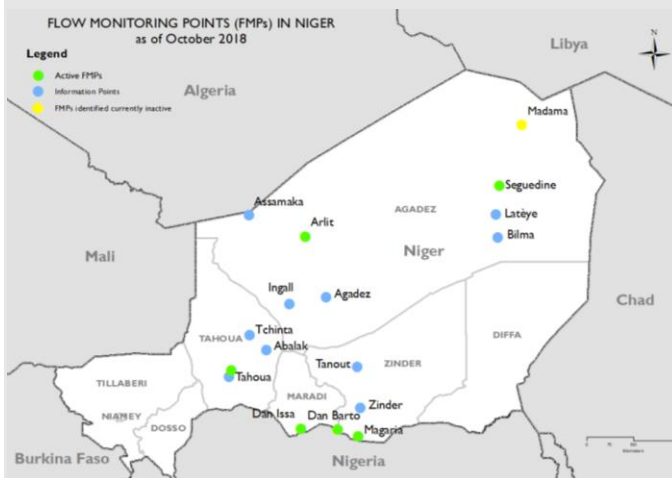 FLOW MONITORING POINTS (FMPs) IN NIGER
as of October 2018
Legend
Active FMPs
Information Points
FMPs identified currently inactive
Libya
N
Algeria
Madama
Seguedine
Assamaka
AGADEZ
Latèye
Arlit
Bilma
Niger
Mali
Ingall
Agadez
Chad
Tchinta
TAHOUA
Abalak
DIFFA
Tanout
ZINDER
Tahoua
TILLABERI
MARADI
Zinder
NIAMEY
Dan Issa
Dan Barto
DOSSO
Magaria
Burkina Faso
Nigeria